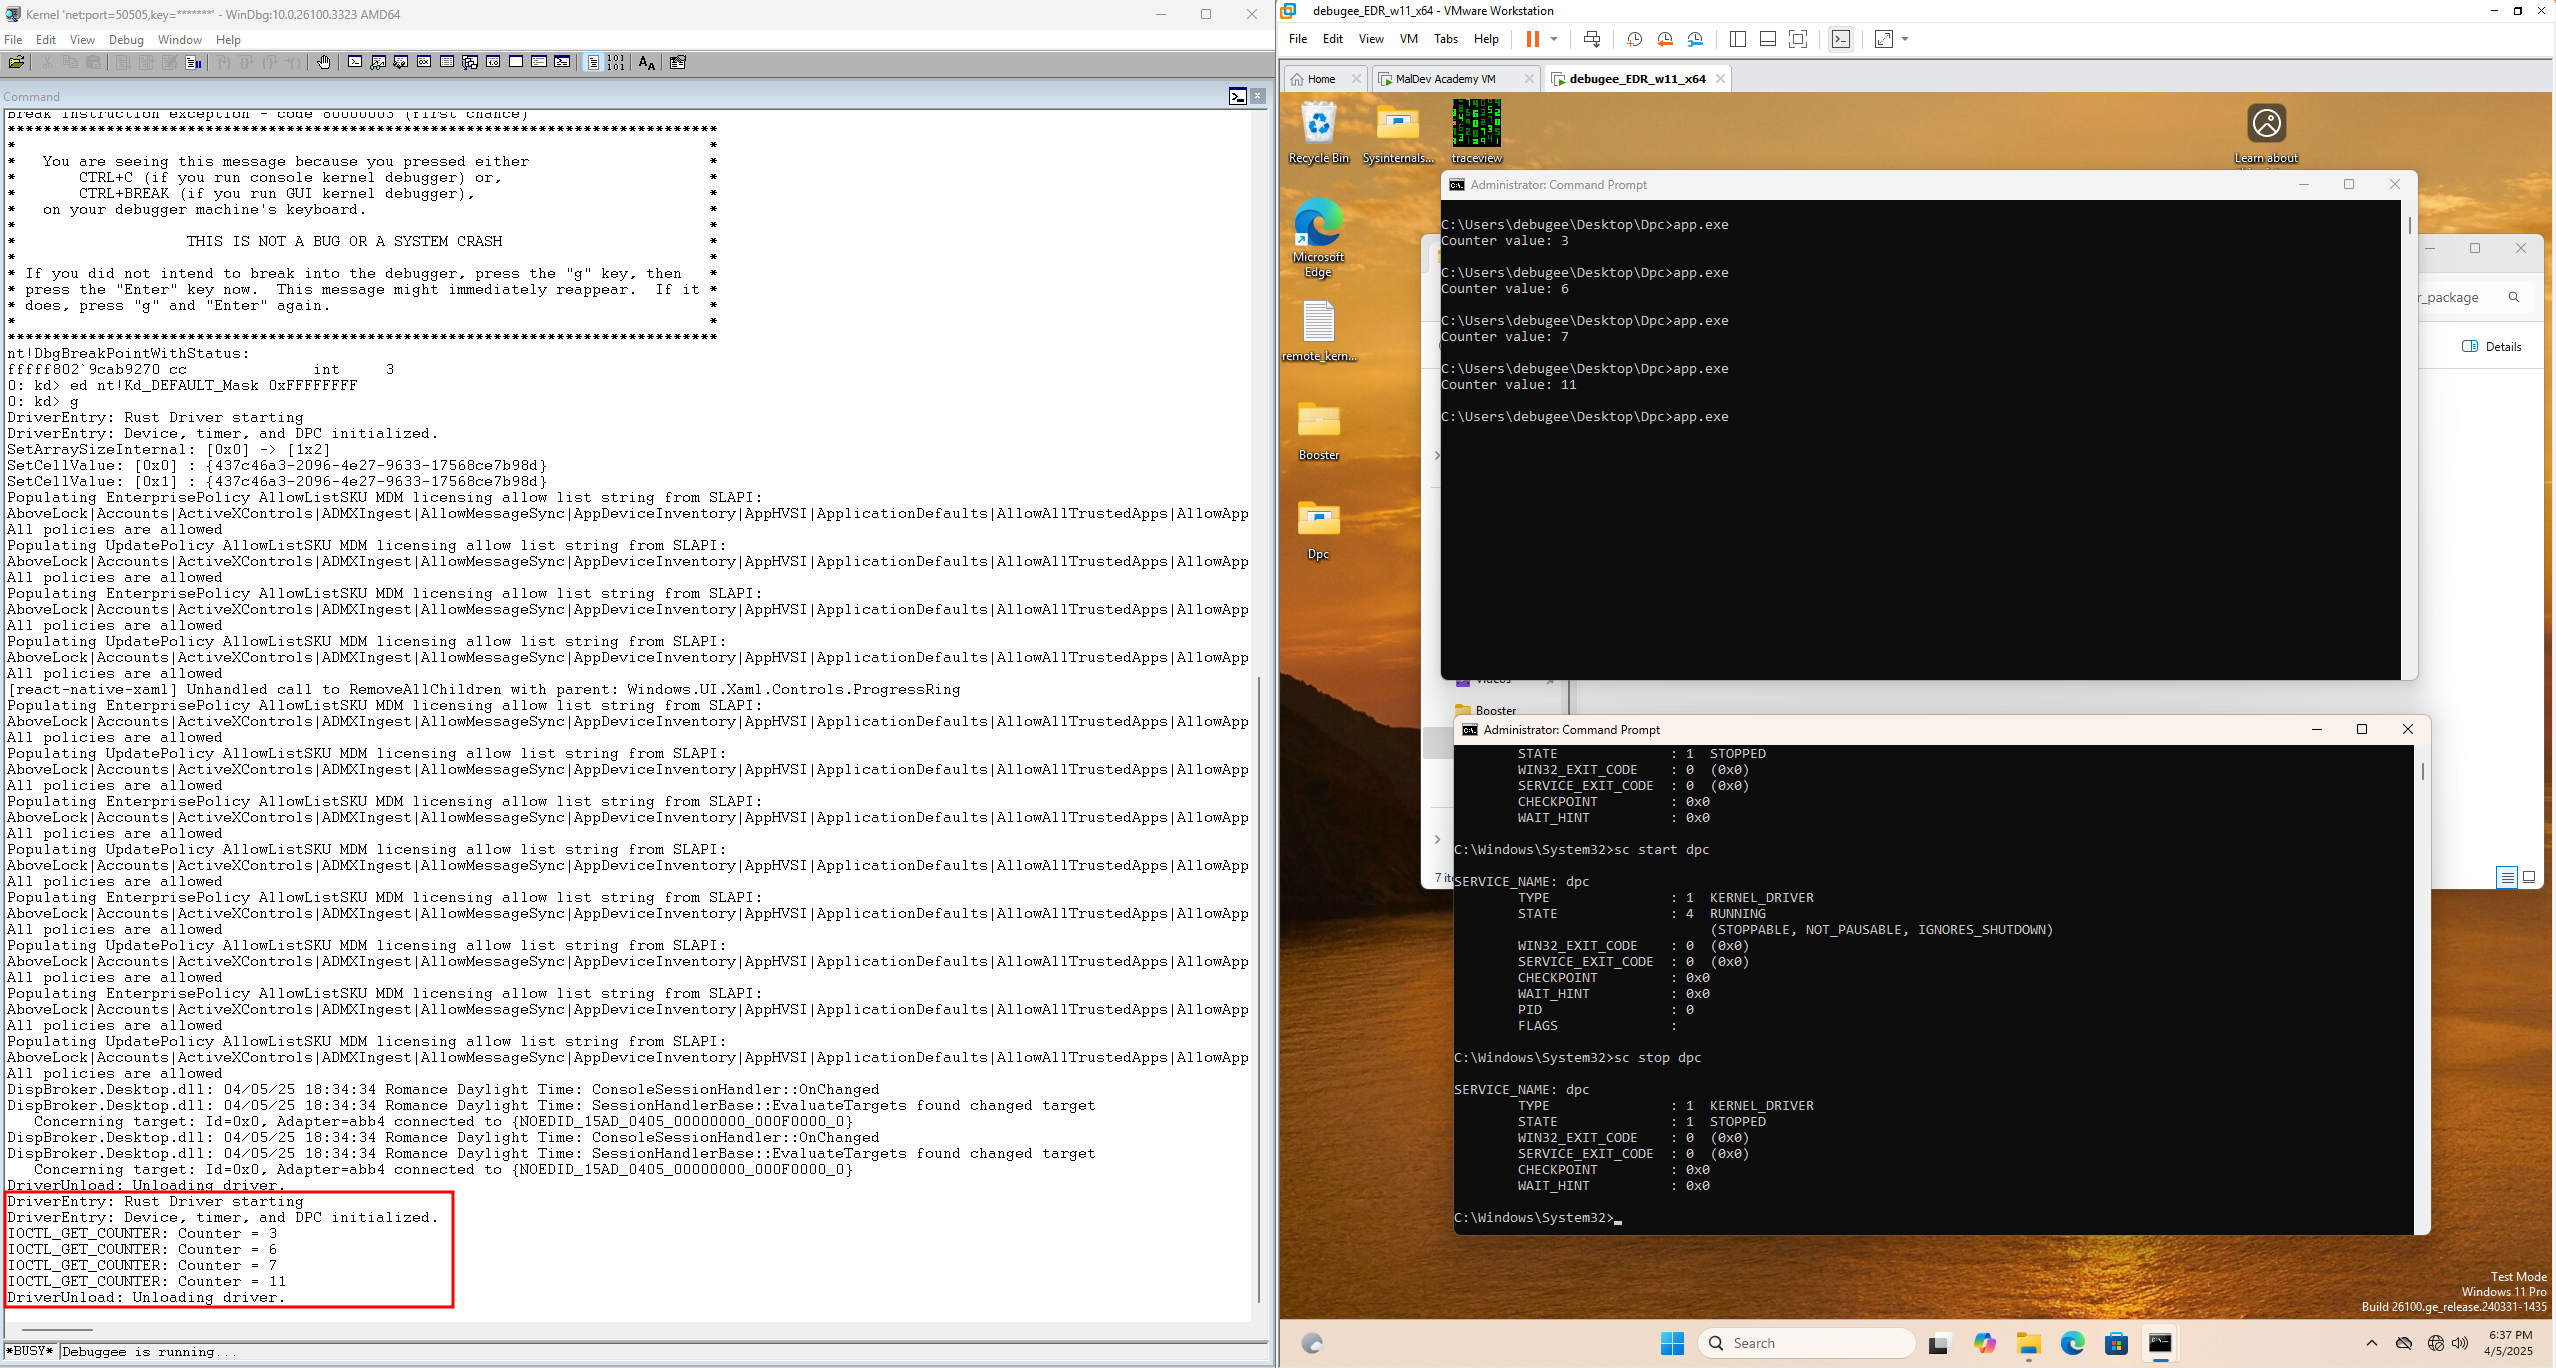 Kernel 'net:port=50505,key=*******' - WinDbg:10.0.26100.3323 AMD64
File Edit View Debug Window Help
Command
Break instruction exception - code 80000003 (first chance)
*******************************************************************************
*                                                                             *
*   You are seeing this message because you pressed either                    *
*       CTRL+C (if you run console kernel debugger) or,                       *
*       CTRL+BREAK (if you run GUI kernel debugger),                          *
*   on your debugger machine's keyboard.                                      *
*                                                                             *
*                   THIS IS NOT A BUG OR A SYSTEM CRASH                       *
*                                                                             *
* If you did not intend to break into the debugger, press the "g" key, then   *
* press the "Enter" key now.  This message might immediately reappear.  If it *
* does, press "g" and "Enter" again.                                          *
*                                                                             *
*******************************************************************************
nt!DbgBreakPointWithStatus:
fffff802`9cab9270 cc              int     3
0: kd> ed nt!Kd_DEFAULT_Mask 0xFFFFFFFF
0: kd> g
DriverEntry: Rust Driver starting
DriverEntry: Device, timer, and DPC initialized.
SetArraySizeInternal: [0x0] -> [1x2]
SetCellValue: [0x0] : {437c46a3-2096-4e27-9633-17568ce7b98d}
SetCellValue: [0x1] : {437c46a3-2096-4e27-9633-17568ce7b98d}
Populating EnterprisePolicy AllowListSKU MDM licensing allow list string from SLAPI:
AboveLock|Accounts|ActiveXControls|ADMXIngest|AllowMessageSync|AppDeviceInventory|AppHVSI|ApplicationDefaults|AllowAllTrustedApps|AllowApp
All policies are allowed
Populating UpdatePolicy AllowListSKU MDM licensing allow list string from SLAPI:
AboveLock|Accounts|ActiveXControls|ADMXIngest|AllowMessageSync|AppDeviceInventory|AppHVSI|ApplicationDefaults|AllowAllTrustedApps|AllowApp
All policies are allowed
Populating EnterprisePolicy AllowListSKU MDM licensing allow list string from SLAPI:
AboveLock|Accounts|ActiveXControls|ADMXIngest|AllowMessageSync|AppDeviceInventory|AppHVSI|ApplicationDefaults|AllowAllTrustedApps|AllowApp
All policies are allowed
Populating UpdatePolicy AllowListSKU MDM licensing allow list string from SLAPI:
AboveLock|Accounts|ActiveXControls|ADMXIngest|AllowMessageSync|AppDeviceInventory|AppHVSI|ApplicationDefaults|AllowAllTrustedApps|AllowApp
All policies are allowed
[react-native-xaml] Unhandled call to RemoveAllChildren with parent: Windows.UI.Xaml.Controls.ProgressRing
Populating EnterprisePolicy AllowListSKU MDM licensing allow list string from SLAPI:
AboveLock|Accounts|ActiveXControls|ADMXIngest|AllowMessageSync|AppDeviceInventory|AppHVSI|ApplicationDefaults|AllowAllTrustedApps|AllowApp
All policies are allowed
Populating UpdatePolicy AllowListSKU MDM licensing allow list string from SLAPI:
AboveLock|Accounts|ActiveXControls|ADMXIngest|AllowMessageSync|AppDeviceInventory|AppHVSI|ApplicationDefaults|AllowAllTrustedApps|AllowApp
All policies are allowed
Populating EnterprisePolicy AllowListSKU MDM licensing allow list string from SLAPI:
AboveLock|Accounts|ActiveXControls|ADMXIngest|AllowMessageSync|AppDeviceInventory|AppHVSI|ApplicationDefaults|AllowAllTrustedApps|AllowApp
All policies are allowed
Populating UpdatePolicy AllowListSKU MDM licensing allow list string from SLAPI:
AboveLock|Accounts|ActiveXControls|ADMXIngest|AllowMessageSync|AppDeviceInventory|AppHVSI|ApplicationDefaults|AllowAllTrustedApps|AllowApp
All policies are allowed
Populating EnterprisePolicy AllowListSKU MDM licensing allow list string from SLAPI:
AboveLock|Accounts|ActiveXControls|ADMXIngest|AllowMessageSync|AppDeviceInventory|AppHVSI|ApplicationDefaults|AllowAllTrustedApps|AllowApp
All policies are allowed
Populating UpdatePolicy AllowListSKU MDM licensing allow list string from SLAPI:
AboveLock|Accounts|ActiveXControls|ADMXIngest|AllowMessageSync|AppDeviceInventory|AppHVSI|ApplicationDefaults|AllowAllTrustedApps|AllowApp
All policies are allowed
Populating EnterprisePolicy AllowListSKU MDM licensing allow list string from SLAPI:
AboveLock|Accounts|ActiveXControls|ADMXIngest|AllowMessageSync|AppDeviceInventory|AppHVSI|ApplicationDefaults|AllowAllTrustedApps|AllowApp
All policies are allowed
Populating UpdatePolicy AllowListSKU MDM licensing allow list string from SLAPI:
AboveLock|Accounts|ActiveXControls|ADMXIngest|AllowMessageSync|AppDeviceInventory|AppHVSI|ApplicationDefaults|AllowAllTrustedApps|AllowApp
All policies are allowed
DispBroker.Desktop.dll: 04/05/25 18:34:34 Romance Daylight Time: ConsoleSessionHandler::OnChanged
DispBroker.Desktop.dll: 04/05/25 18:34:34 Romance Daylight Time: SessionHandlerBase::EvaluateTargets found changed target
   Concerning target: Id=0x0, Adapter=abb4 connected to {NOEDID_15AD_0405_00000000_000F0000_0}
DispBroker.Desktop.dll: 04/05/25 18:34:34 Romance Daylight Time: ConsoleSessionHandler::OnChanged
DispBroker.Desktop.dll: 04/05/25 18:34:34 Romance Daylight Time: SessionHandlerBase::EvaluateTargets found changed target
   Concerning target: Id=0x0, Adapter=abb4 connected to {NOEDID_15AD_0405_00000000_000F0000_0}
DriverUnload: Unloading driver.
DriverEntry: Rust Driver starting
DriverEntry: Device, timer, and DPC initialized.
IOCTL_GET_COUNTER: Counter = 3
IOCTL_GET_COUNTER: Counter = 6
IOCTL_GET_COUNTER: Counter = 7
IOCTL_GET_COUNTER: Counter = 11
DriverUnload: Unloading driver.
*BUSY* Debuggee is running...
debugee_EDR_w11_x64 - VMware Workstation
File Edit View VM Tabs Help
Home
MalDev Academy VM
debugee_EDR_w11_x64
Recycle Bin
Sysinternals...
traceview
Learn about
Microsoft
Edge
remote_kern...
Booster
Dpc
Administrator: Command Prompt
C:\Users\debugee\Desktop\Dpc>app.exe
Counter value: 3
C:\Users\debugee\Desktop\Dpc>app.exe
Counter value: 6
C:\Users\debugee\Desktop\Dpc>app.exe
Counter value: 7
C:\Users\debugee\Desktop\Dpc>app.exe
Counter value: 11
C:\Users\debugee\Desktop\Dpc>app.exe
r_package
Details
Videos
Booster
7 ite
Administrator: Command Prompt
STATE : 1 STOPPED
WIN32_EXIT_CODE : 0 (0x0)
SERVICE_EXIT_CODE : 0 (0x0)
CHECKPOINT : 0x0
WAIT_HINT : 0x0
C:\Windows\System32>sc start dpc
SERVICE_NAME: dpc
TYPE : 1 KERNEL_DRIVER
STATE : 4 RUNNING
(STOPPABLE, NOT_PAUSABLE, IGNORES_SHUTDOWN)
WIN32_EXIT_CODE : 0 (0x0)
SERVICE_EXIT_CODE : 0 (0x0)
CHECKPOINT : 0x0
WAIT_HINT : 0x0
PID : 0
FLAGS :
C:\Windows\System32>sc stop dpc
SERVICE_NAME: dpc
TYPE : 1 KERNEL_DRIVER
STATE : 1 STOPPED
WIN32_EXIT_CODE : 0 (0x0)
SERVICE_EXIT_CODE : 0 (0x0)
CHECKPOINT : 0x0
WAIT_HINT : 0x0
C:\Windows\System32>
Test Mode
Windows 11 Pro
Build 26100.ge_release.240331-1435
Search
6:37 PM
4/5/2025